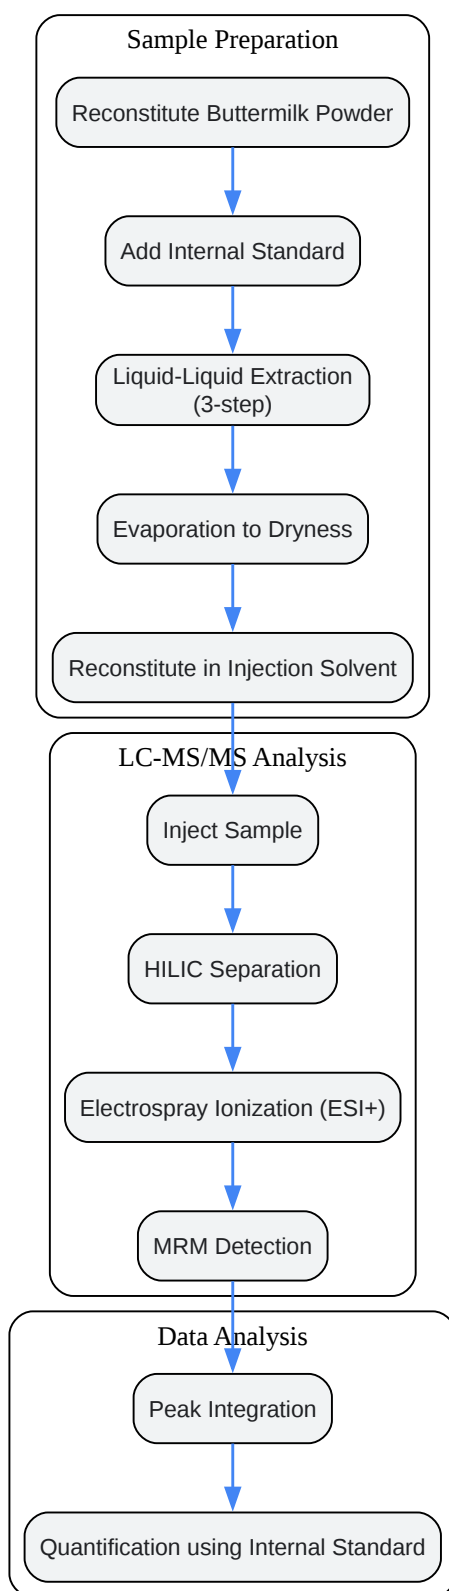 Sample Preparation
Reconstitute Buttermilk Powder
Add Internal Standard
Liquid-Liquid Extraction
(3-step)
Evaporation to Dryness
Reconstitute in Injection Solvent
LC-MS/MS Analysis
Inject Sample
HILIC Separation
Electrospray Ionization (ESI+)
MRM Detection
Data Analysis
Peak Integration
Quantification using Internal Standard